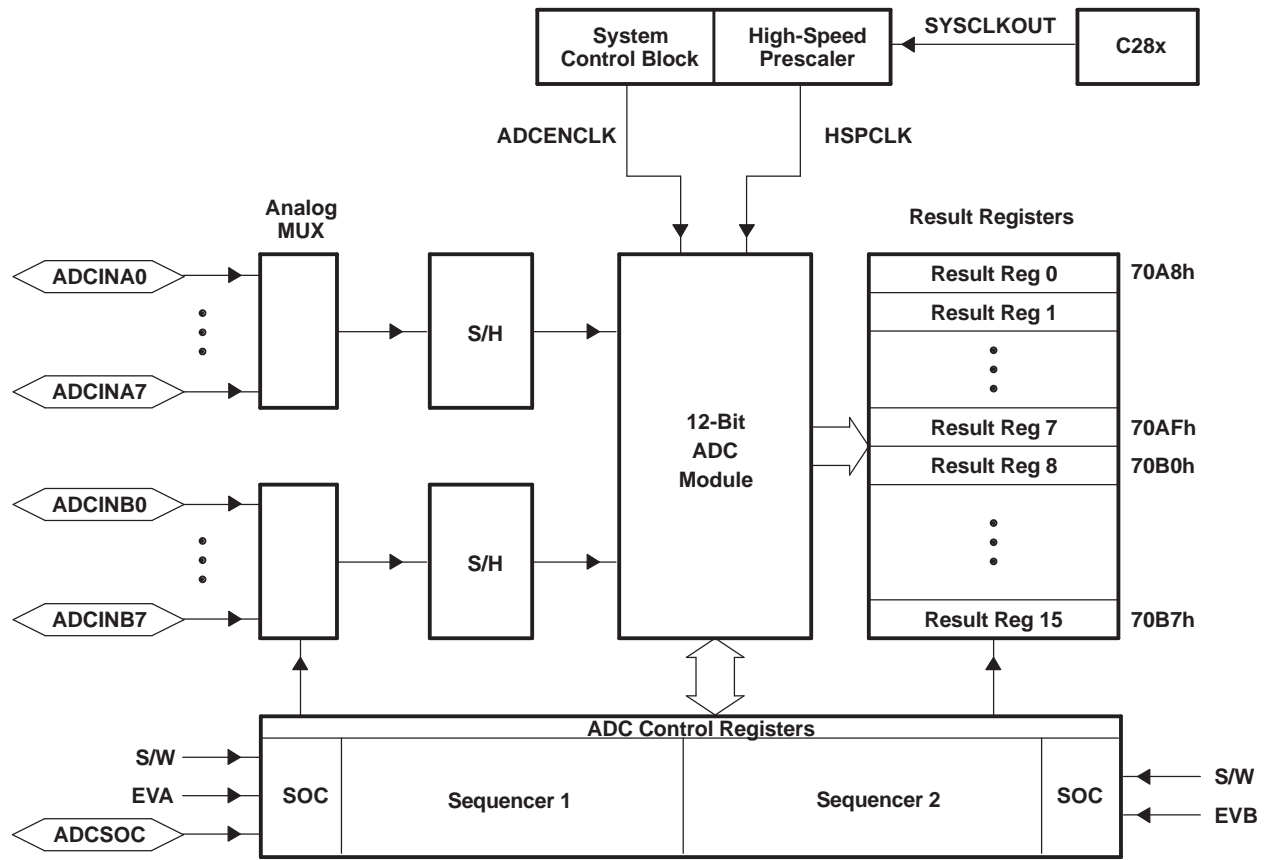 System
Control Block
High-Speed
Prescaler
SYSCLKOUT
C28x
ADCENCLK
HSPCLK
Analog
MUX
Result Registers
ADCINA0
ADCINA7
S/H
12-Bit
ADC
Module
Result Reg 0
70A8h
Result Reg 1
Result Reg 7
70AFh
Result Reg 8
70B0h
ADCINB0
ADCINB7
S/H
Result Reg 15
70B7h
ADC Control Registers
S/W
EVA
ADCSOC
SOC
Sequencer 1
Sequencer 2
SOC
S/W
EVB